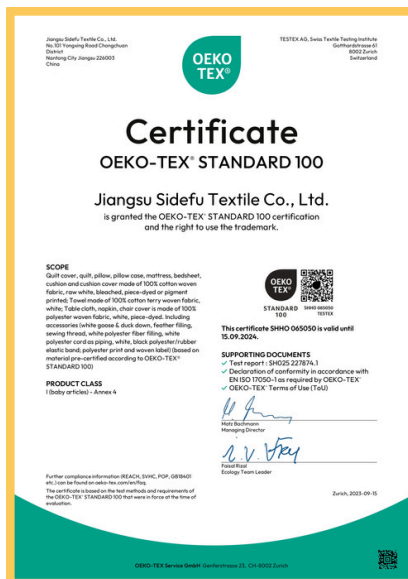 Jiangsu Sidefu Textile Co., Ltd.
No.101 Yongxing Road Chongchuan
District
Nantong City Jiangsu 226003
China
OEKO
TEX®
TESTEX AG, Swiss Textile Testing Institute
Gotthardstrasse 61
8002 Zurich
Switzerland
Certificate
OEKO-TEX® STANDARD 100
Jiangsu Sidefu Textile Co., Ltd.
is granted the OEKO-TEX® STANDARD 100 certification
and the right to use the trademark.
SCOPE
Quilt cover, quilt, pillow, pillow case, mattress, bedsheet,
cushion and cushion cover made of 100% cotton woven
fabric, raw white, bleached, piece-dyed or pigment
printed; Towel made of 100% cotton terry woven fabric,
white; Table cloth, napkin, chair cover is made of 100%
polyester woven fabric, white, piece-dyed. Including
accessories (white goose & duck down, feather filling,
sewing thread, white polyester fiber filling, white
polyester cord as piping, white, black polyester/rubber
elastic band; polyester print and woven label) (based on
material pre-certified according to OEKO-TEX®
STANDARD 100)
PRODUCT CLASS
I (baby articles) - Annex 4
OEKO
TEX®
STANDARD
100
SHHO 065050
TESTEX
This certificate SHHO 065050 is valid until
15.09.2024.
SUPPORTING DOCUMENTS
✓ Test report : SH025 227874.1
✓ Declaration of conformity in accordance with
EN ISO 17050-1 as required by OEKO-TEX®
✓ OEKO-TEX® Terms of Use (ToU)
Matz Bachmann
Managing Director
Faisal Rizat
Ecology Team Leader
Further compliance information (REACH, SVHC, POP, GB18401
etc.) can be found on oeko-tex.com/en/faq.
The certificate is based on the test methods and requirements of
the OEKO-TEX® STANDARD 100 that were in force at the time of
evaluation.
Zurich, 2023-09-15
OEKO-TEX Service GmbH Genferstrasse 23, CH-8002 Zurich